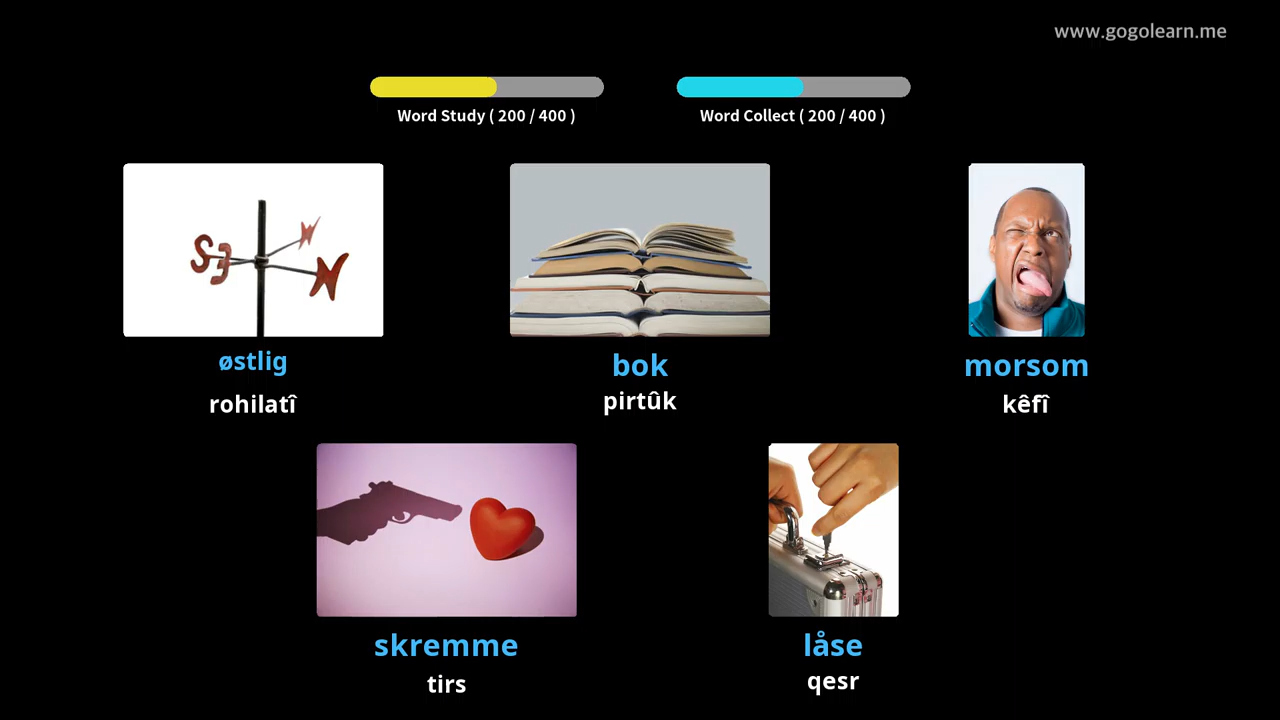 www.gogolearn.me
Word Study ( 200 / 400 )
Word Collect ( 200 / 400 )
S E N W
østlig
rohilatî
bok
pirtûk
morsom
kêfî
skremme
tirs
låse
qesr